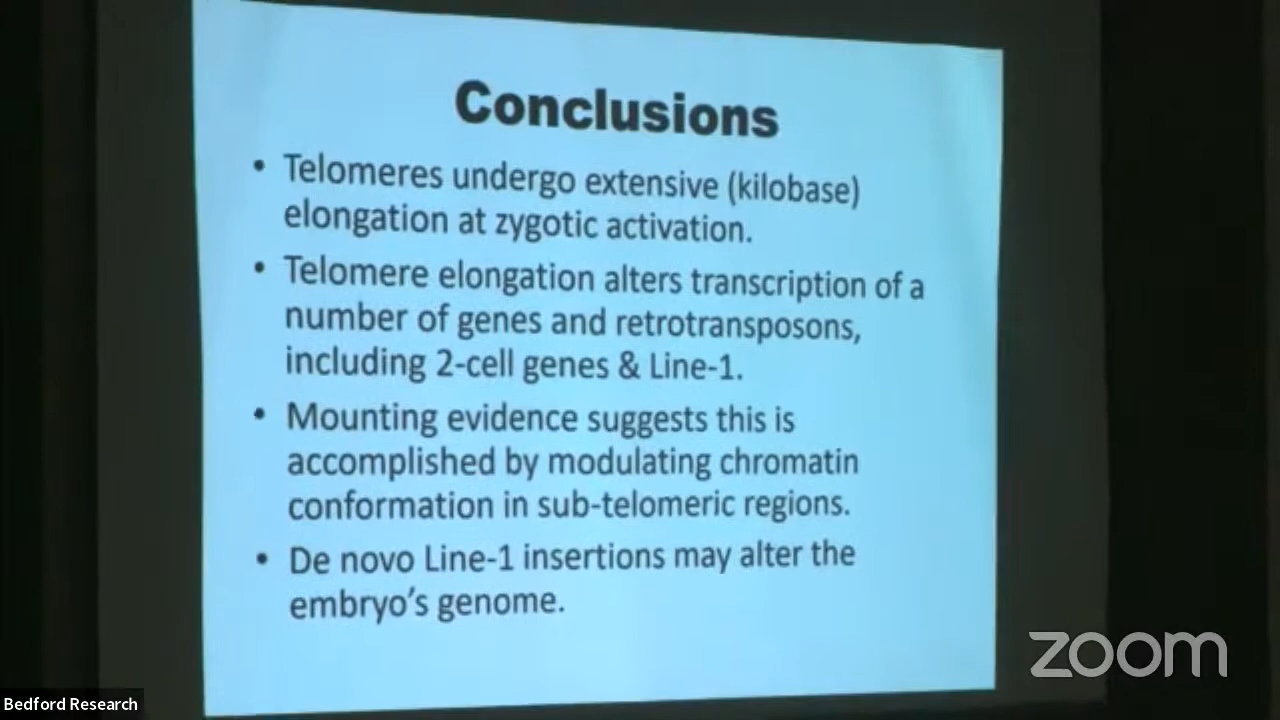 Conclusions
• Telomeres undergo extensive (kilobase)
elongation at zygotic activation.
• Telomere elongation alters transcription of a
number of genes and retrotransposons,
including 2-cell genes & Line-1.
• Mounting evidence suggests this is
accomplished by modulating chromatin
conformation in sub-telomeric regions.
• De novo Line-1 insertions may alter the
embryo’s genome.
zoom
Bedford Research